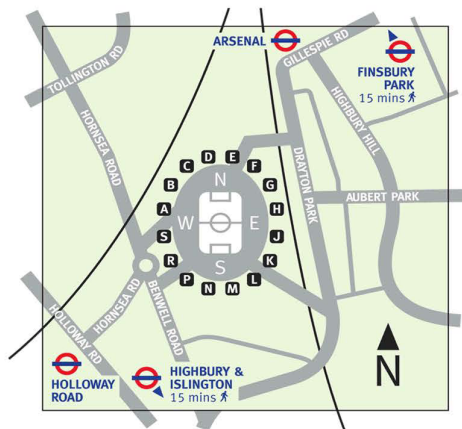 ARSENAL
GILLESPIE RD
FINSBURY
PARK
15 mins
TOLLINGTON RD
HORNSEA ROAD
HIGHBURY HILL
DRAYTON PARK
AUBERT PARK
A
B
C
D
E
F
G
H
J
K
L
M
N
P
R
S
N
W
E
S
HORNSEA RD
BENWELL ROAD
HOLLOWAY RD
HOLLOWAY
ROAD
HIGHBURY &
ISLINGTON
15 mins
N